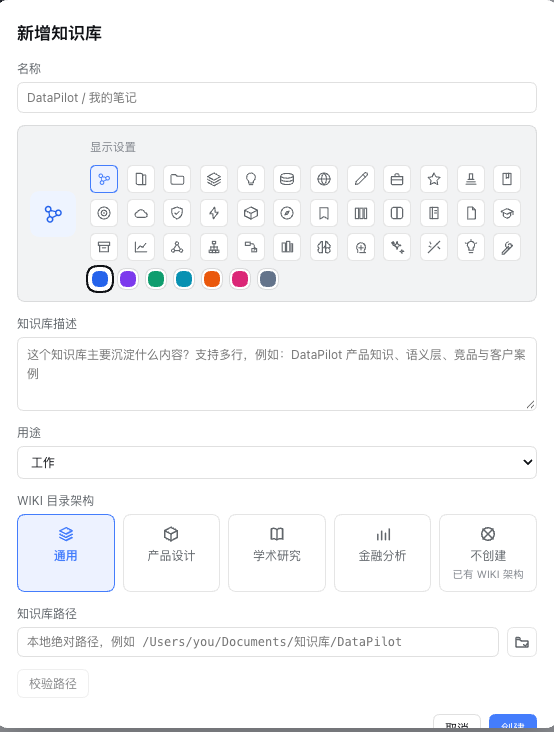 新增知识库
名称
DataPilot / 我的笔记
显示设置
知识库描述
这个知识库主要沉淀什么内容？支持多行，例如：DataPilot 产品知识、语义层、竞品与客户案
例
用途
工作
WIKI 目录架构
通用
产品设计
学术研究
金融分析
不创建
已有 WIKI 架构
知识库路径
本地绝对路径，例如 /Users/you/Documents/知识库/DataPilot
校验路径
取消
创建